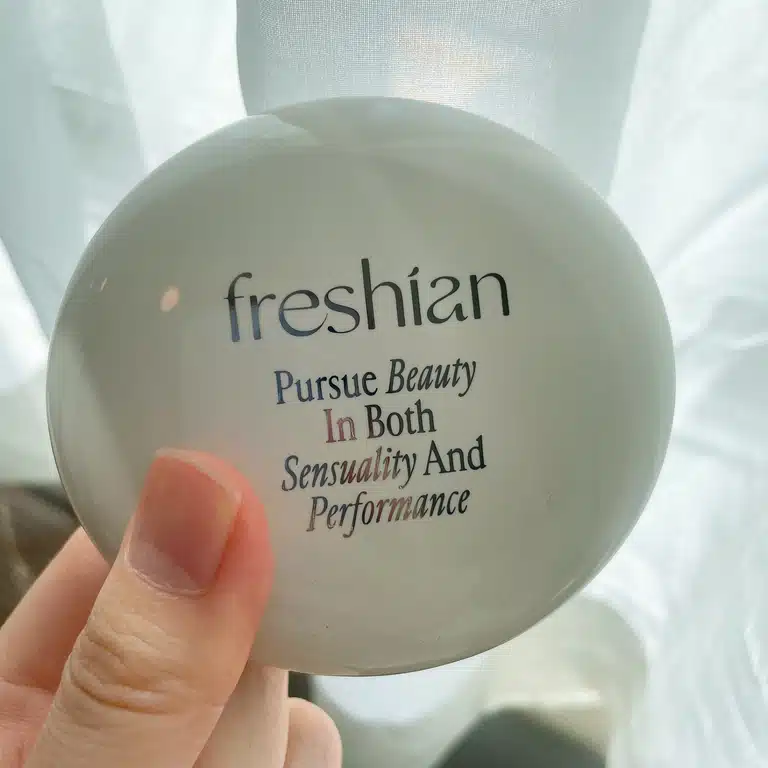 freshian
Pursue Beauty
In Both
Sensuality And
Performance